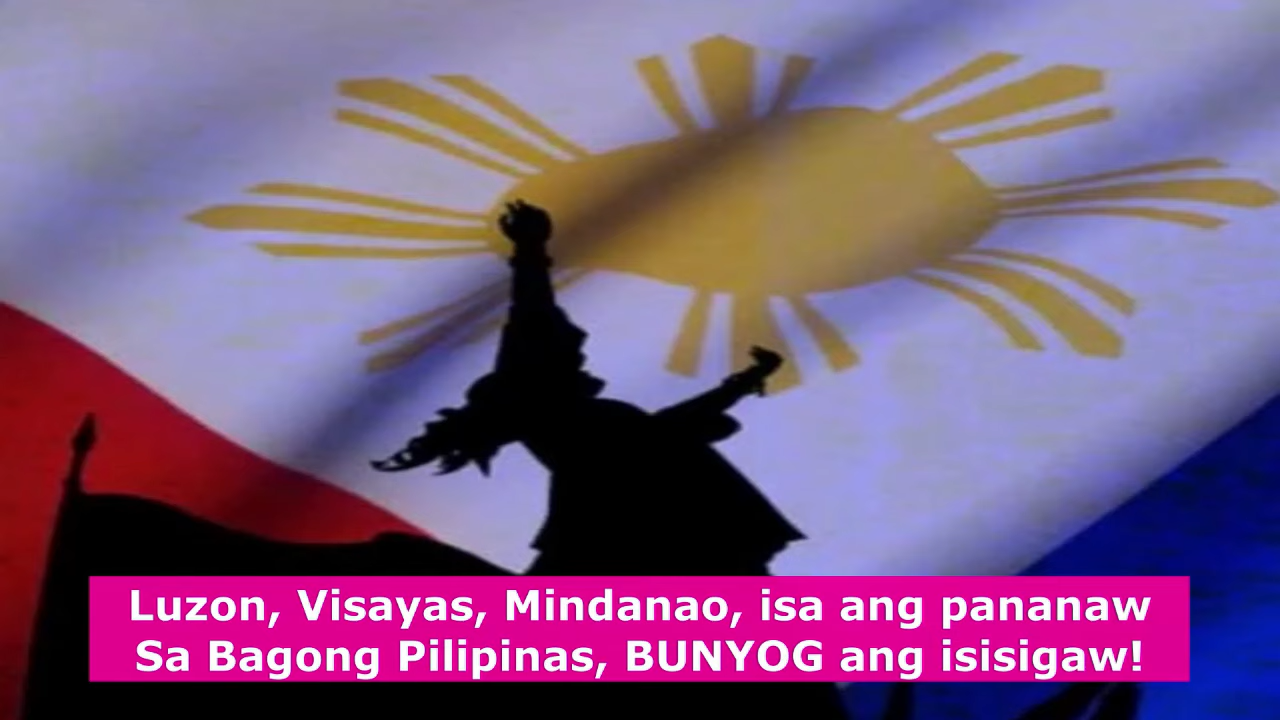 Luzon, Visayas, Mindanao, isa ang pananaw
Sa Bagong Pilipinas, BUNYOG ang isisigaw!